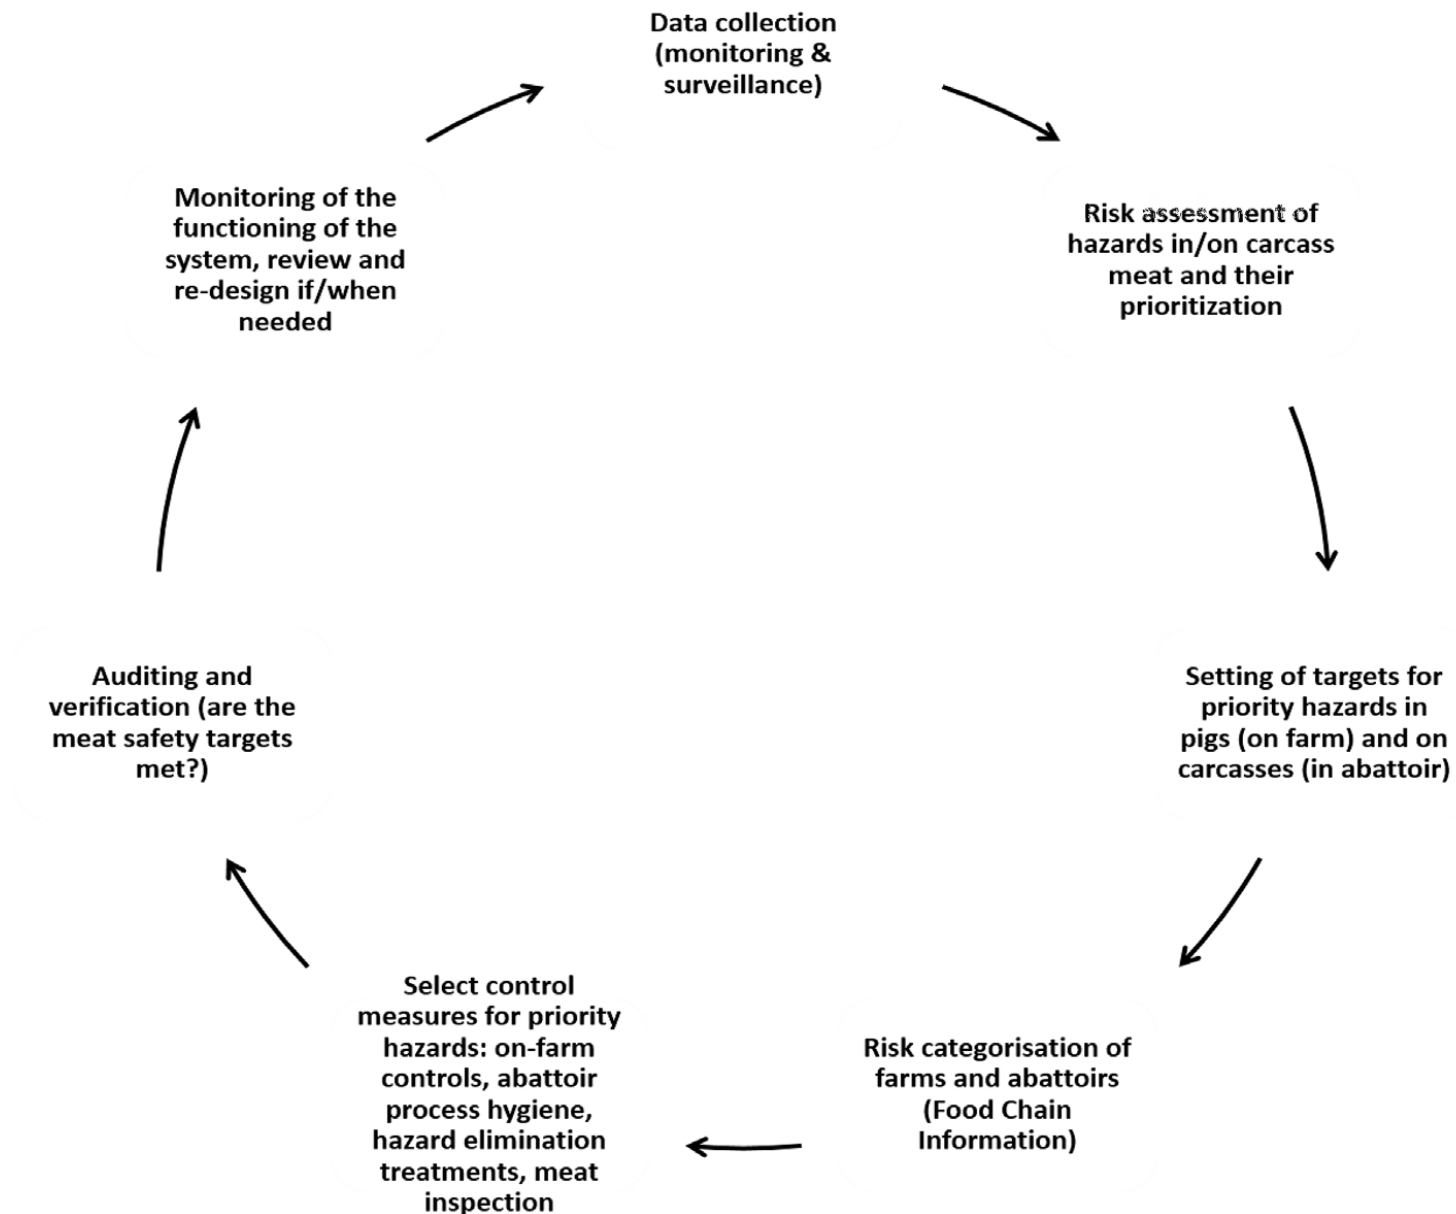 Data collection
(monitoring &
surveillance)
Risk assessment of
hazards in/on carcass
meat and their
prioritization
Setting of targets for
priority hazards in
pigs (on farm) and on
carcasses (in abattoir)
Risk categorisation of
farms and abattoirs
(Food Chain
Information)
Select control
measures for priority
hazards: on-farm
controls, abattoir
process hygiene,
hazard elimination
treatments, meat
inspection
Auditing and
verification (are the
meat safety targets
met?)
Monitoring of the
functioning of the
system, review and
re-design if/when
needed